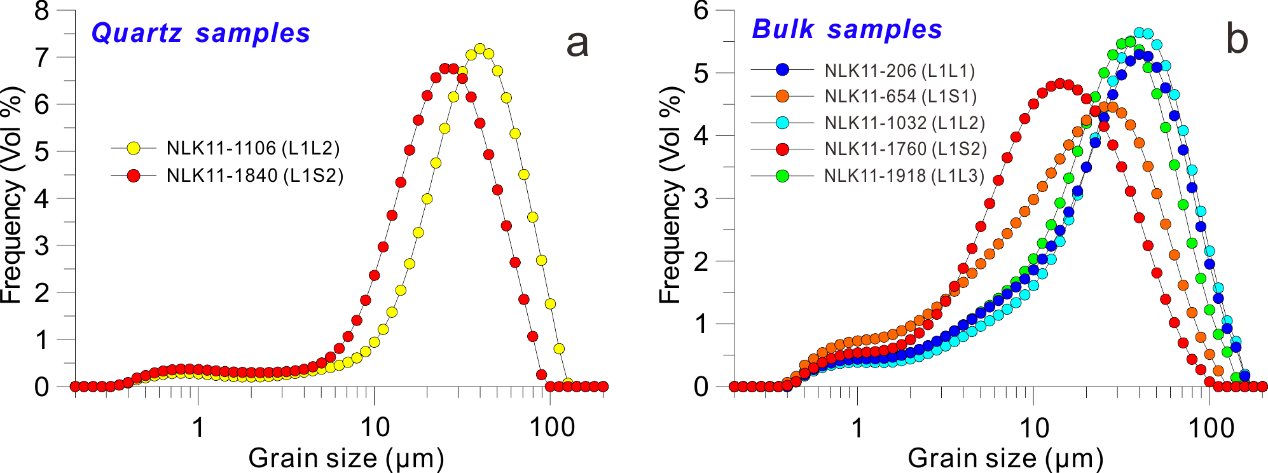 Quartz samples
a
NLK11-1106 (L1L2)
NLK11-1840 (L1S2)
Frequency (Vol %)
8
7
6
5
4
3
2
1
0
1
10
100
Grain size (µm)
Bulk samples
b
NLK11-206 (L1L1)
NLK11-654 (L1S1)
NLK11-1032 (L1L2)
NLK11-1760 (L1S2)
NLK11-1918 (L1L3)
Frequency (Vol %)
6
5
4
3
2
1
0
1
10
100
Grain size (µm)